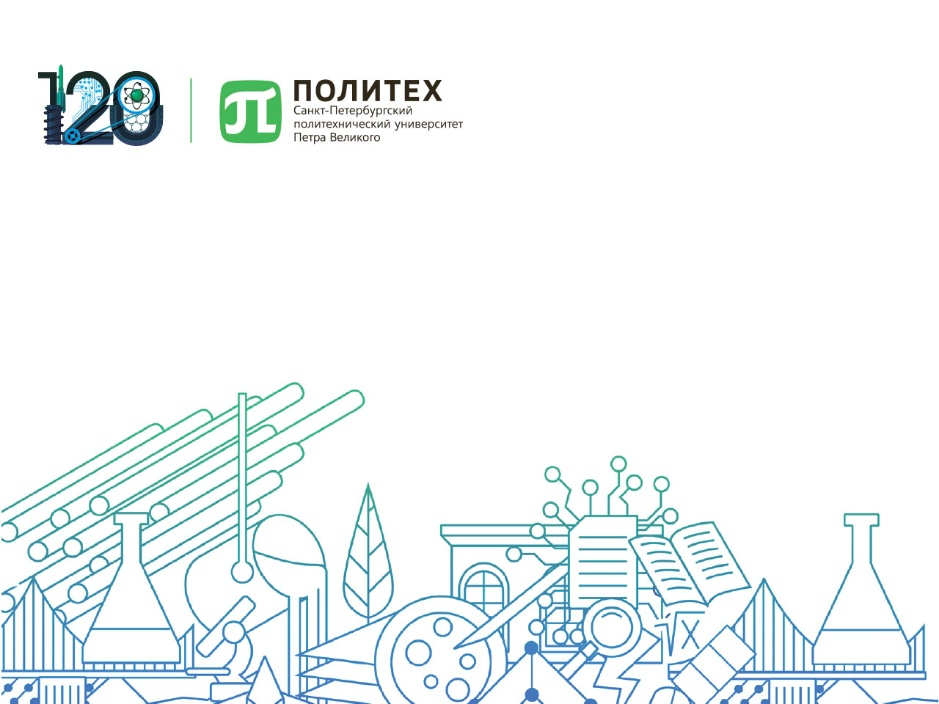 120
ПОЛИТЕХ
Санкт-Петербургский
политехнический университет
Петра Великого